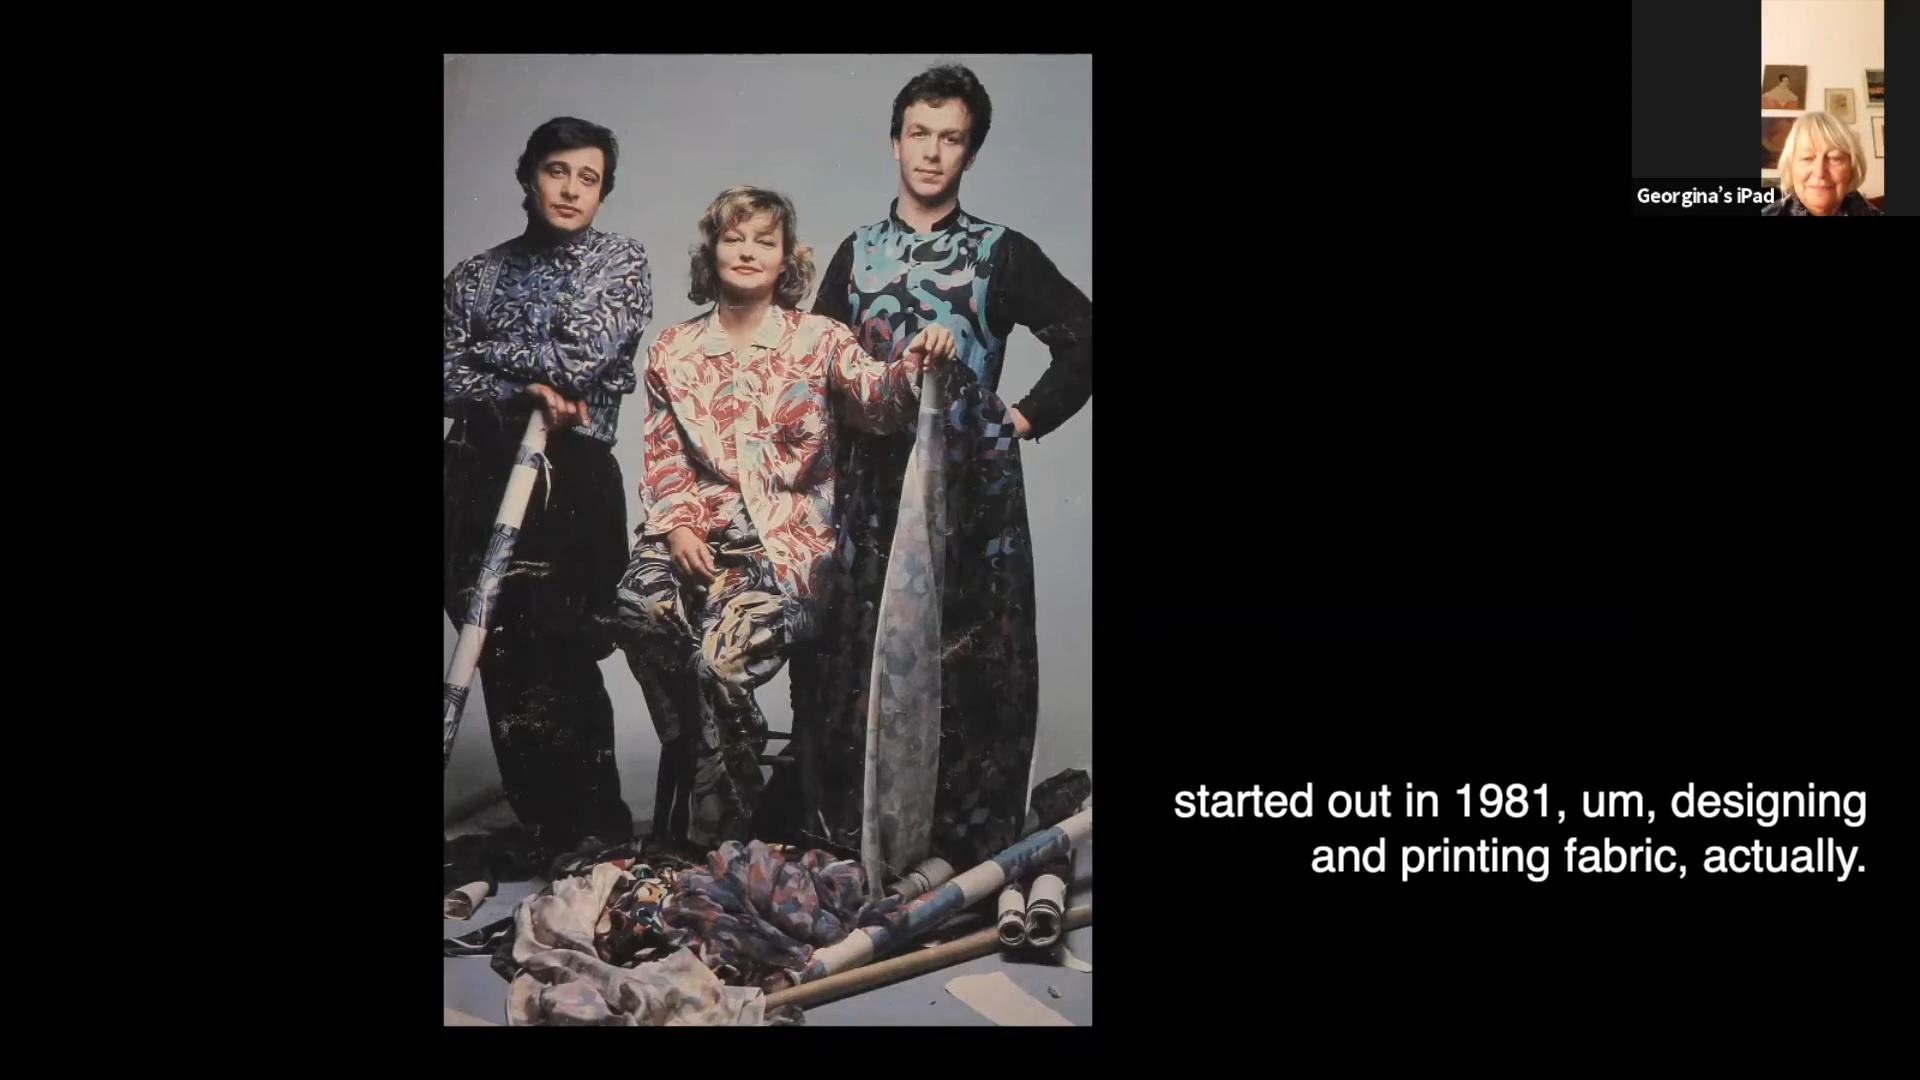 Georgina's iPad
started out in 1981, um, designing
and printing fabric, actually.